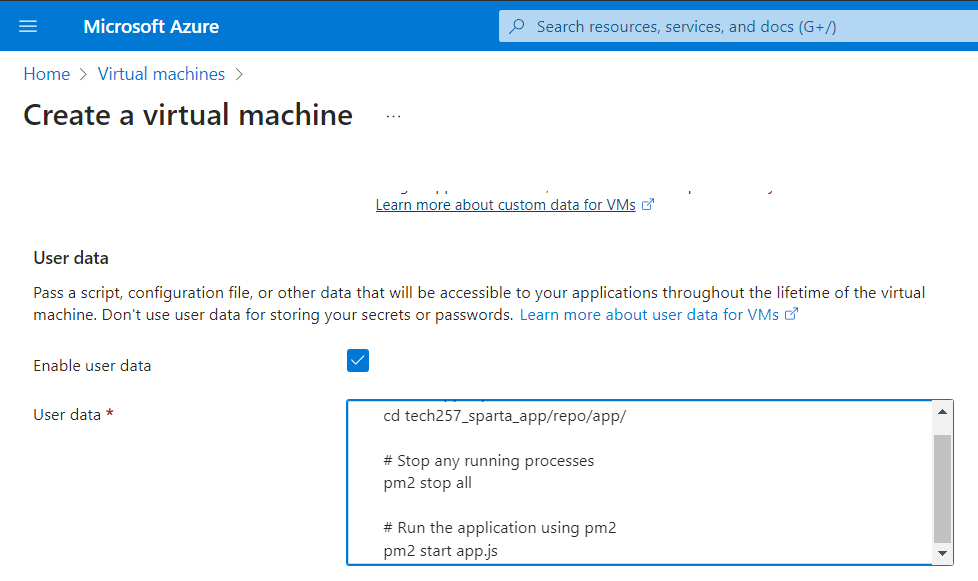 Microsoft Azure
Search resources, services, and docs (G+/)
Home > Virtual machines >
Create a virtual machine ...
Learn more about custom data for VMs
User data
Pass a script, configuration file, or other data that will be accessible to your applications throughout the lifetime of the virtual
machine. Don't use user data for storing your secrets or passwords. Learn more about user data for VMs
Enable user data
User data *
cd tech257_sparta_app/repo/app/
# Stop any running processes
pm2 stop all
# Run the application using pm2
pm2 start app.js